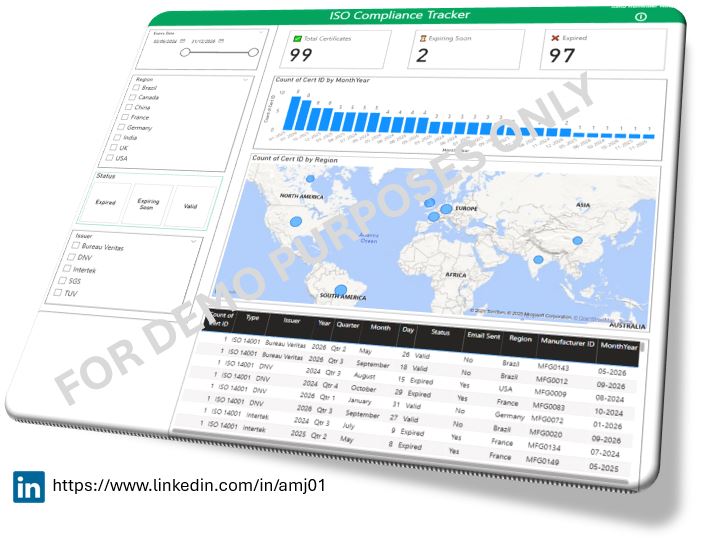 ISO Compliance Tracker
Expiry Date
Total Certificates
99
Expiring Soon
2
Expired
97
Region
Brazil
Canada
China
France
Germany
India
UK
USA
Status
Expired
Expiring Soon
Valid
Issuer
Bureau Veritas
DNV
Intertek
SGS
TUV
Count of Cert ID by MonthYear
Count of Cert ID
MonthYear
Count of Cert ID by Region
NORTH AMERICA
EUROPE
ASIA
Atlantic Ocean
AFRICA
SOUTH AMERICA
AUSTRALIA
FOR DEMO PURPOSES ONLY
Count of Cert ID Type Issuer Year Quarter Month Day Status Email Sent Region Manufacturer ID MonthYear
1 ISO 14001 Bureau Veritas 2026 Qtr 2 May 26 Valid No Brazil MFG0143 05-2026
1 ISO 14001 Bureau Veritas 2026 Qtr 3 September 18 Valid No Brazil MFG0012 09-2026
1 ISO 14001 DNV 2024 Qtr 3 August 15 Expired Yes USA MFG0009 08-2024
1 ISO 14001 DNV 2024 Qtr 4 October 29 Expired Yes France MFG0083 10-2024
1 ISO 14001 DNV 2026 Qtr 1 January 31 Valid No Germany MFG0072 01-2026
1 ISO 14001 DNV 2026 Qtr 3 September 27 Valid No Brazil MFG0020 09-2026
1 ISO 14001 Intertek 2024 Qtr 3 July 9 Expired Yes France MFG0134 07-2024
1 ISO 14001 Intertek 2025 Qtr 2 May 8 Expired Yes France MFG0149 05-2025
in https://www.linkedin.com/in/amj01